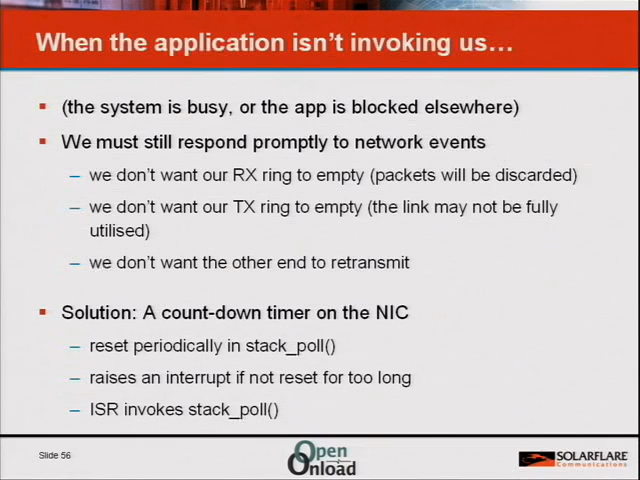 When the application isn't invoking us…
▪ (the system is busy, or the app is blocked elsewhere)
▪ We must still respond promptly to network events
– we don't want our RX ring to empty (packets will be discarded)
– we don't want our TX ring to empty (the link may not be fully
utilised)
– we don't want the other end to retransmit
▪ Solution: A count-down timer on the NIC
– reset periodically in stack_poll()
– raises an interrupt if not reset for too long
– ISR invokes stack_poll()
Slide 56
Open
Onload
SOLARFLARE
Communications